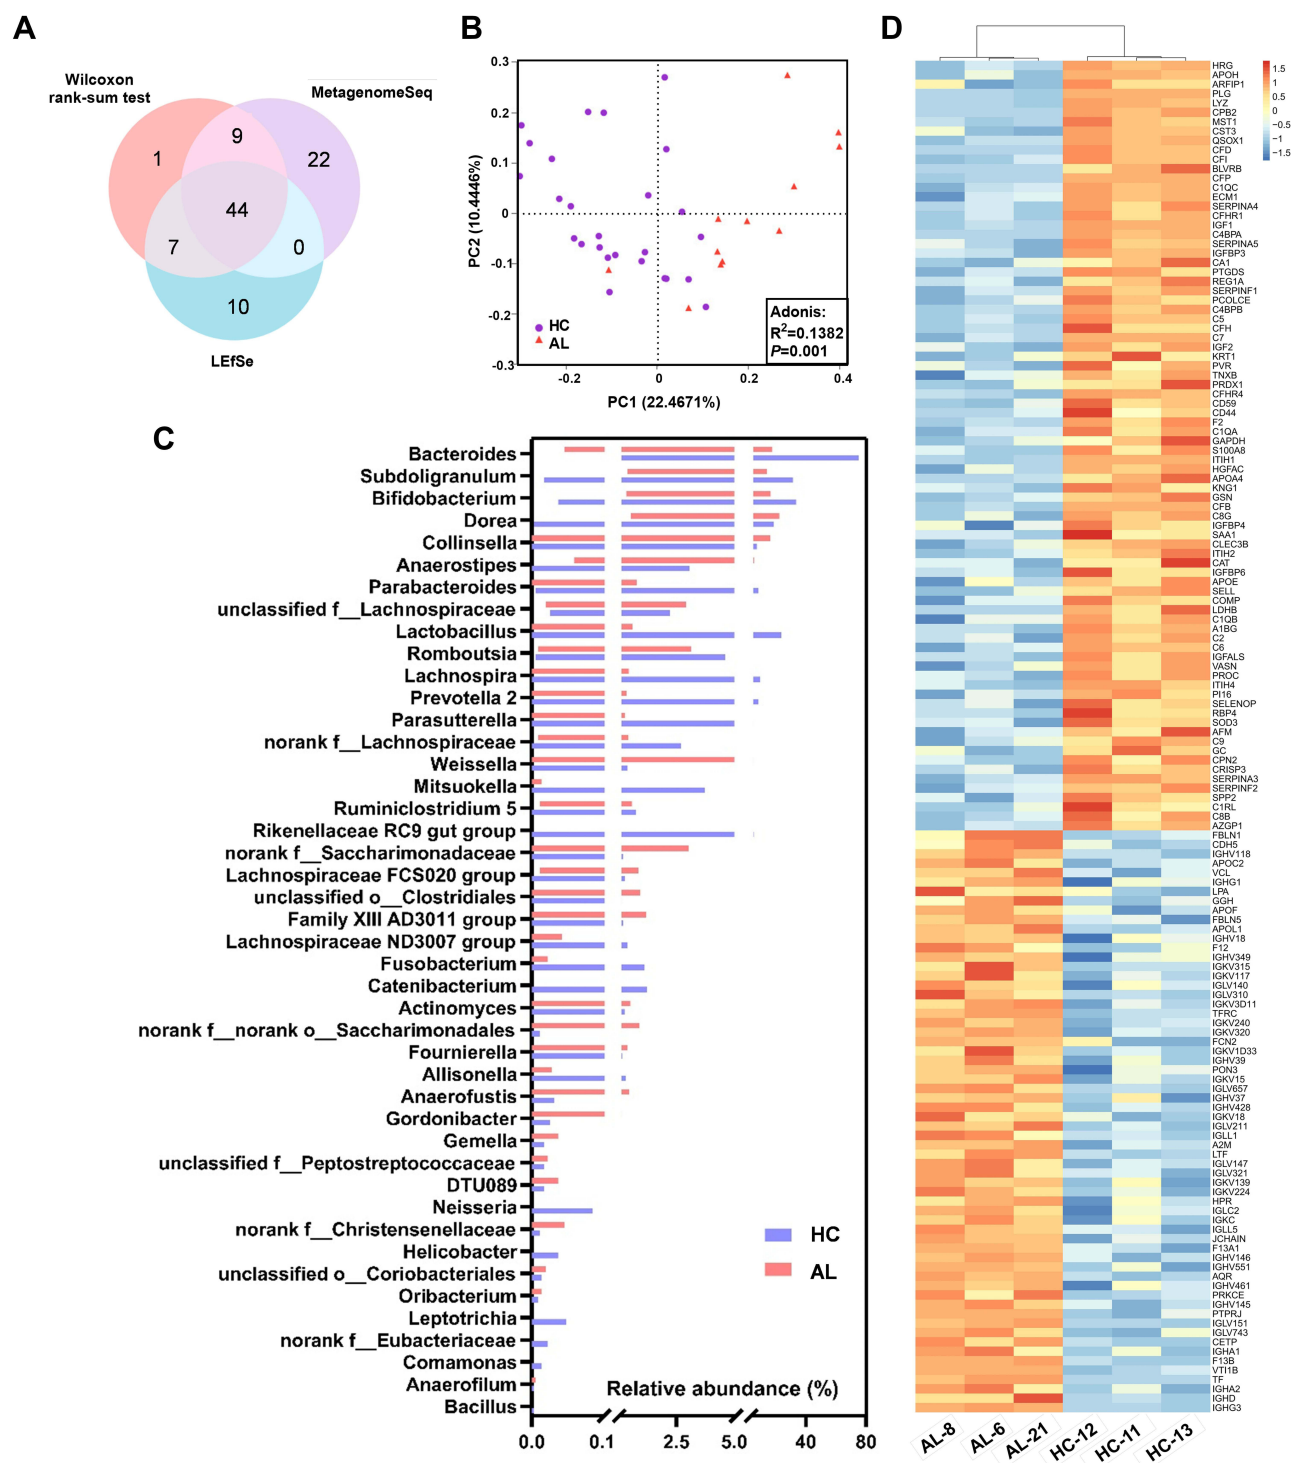 A
Wilcoxon
rank-sum test
MetagenomeSeq
1
9
22
44
7
0
10
LEfSe
B
0.3
0.2
0.1
0
-0.1
-0.2
-0.3
PC2 (10.4446%)
HC
AL
Adonis:
R²=0.1382
P=0.001
-0.2
0
0.2
0.4
PC1 (22.4671%)
C
Bacteroides
Subdoligranulum
Bifidobacterium
Dorea
Collinsella
Anaerostipes
Parabacteroides
unclassified f__Lachnospiraceae
Lactobacillus
Romboutsia
Lachnospira
Prevotella 2
Parasutterella
norank f__Lachnospiraceae
Weissella
Mitsuokella
Ruminiclostridium 5
Rikenellaceae RC9 gut group
norank f__Saccharimonadaceae
Lachnospiraceae FCS020 group
unclassified o__Clostridiales
Family XIII AD3011 group
Lachnospiraceae ND3007 group
Fusobacterium
Catenibacterium
Actinomyces
norank f__norank o__Saccharimonadales
Fournierella
Allisonella
Anaerofustis
Gordonibacter
Gemella
unclassified f__Peptostreptococcaceae
DTU089
Neisseria
norank f__Christensenellaceae
Helicobacter
unclassified o__Coriobacteriales
Oribacterium
Leptotrichia
norank f__Eubacteriaceae
Comamonas
Anaerofilum
Bacillus
HC
AL
Relative abundance (%)
0.0
0.1
2.5
5.0
40
80
D
1.5
1
0.5
0
−0.5
−1
−1.5
HRG
APOH
ARFIP1
PLG
LYZ
CPB2
MST1
CST3
QSOX1
CFD
CFI
BLVRB
CFP
C1QC
ECM1
SERPINA4
CFHR1
IGF1
C4BPA
SERPINA5
IGFBP3
CA1
PTGDS
REG1A
SERPINF1
PCOLCE
C4BPB
C5
CFH
C7
IGF2
KRT1
PVR
TNXB
PRDX1
CFHR4
CD59
CD44
F2
C1QA
GAPDH
S100A8
ITIH1
HGFAC
APOA4
KNG1
GSN
CFB
C8G
IGFBP4
SAA1
CLEC3B
ITIH2
CAT
IGFBP6
APOE
SELL
COMP
LDHB
C1QB
A1BG
C2
C6
IGFALS
VASN
PROC
ITIH4
PI16
SELENOP
RBP4
SOD3
AFM
C9
GC
CPN2
CRISP3
SERPINA3
SERPINF2
SPP2
C1RL
C8B
AZGP1
FBLN1
CDH5
IGHV118
APOC2
VCL
IGHG1
LPA
GGH
APOF
FBLN5
APOL1
IGHV18
F12
IGHV349
IGKV315
IGKV117
IGLV140
IGLV310
IGKV3D11
TFRC
IGKV240
IGKV320
FCN2
IGKV1D33
IGHV39
PON3
IGKV15
IGLV657
IGHV37
IGHV428
IGKV18
IGLV211
IGLL1
A2M
LTF
IGLV147
IGLV321
IGKV139
IGKV224
HPR
IGLC2
IGKC
IGLL5
JCHAIN
F13A1
IGHV146
IGHV551
AQR
IGHV461
PRKCE
IGHV145
PTPRJ
IGLV151
IGLV743
CETP
IGHA1
F13B
VTI1B
TF
IGHA2
IGHD
IGHG3
AL-8
AL-6
AL-21
HC-12
HC-11
HC-13